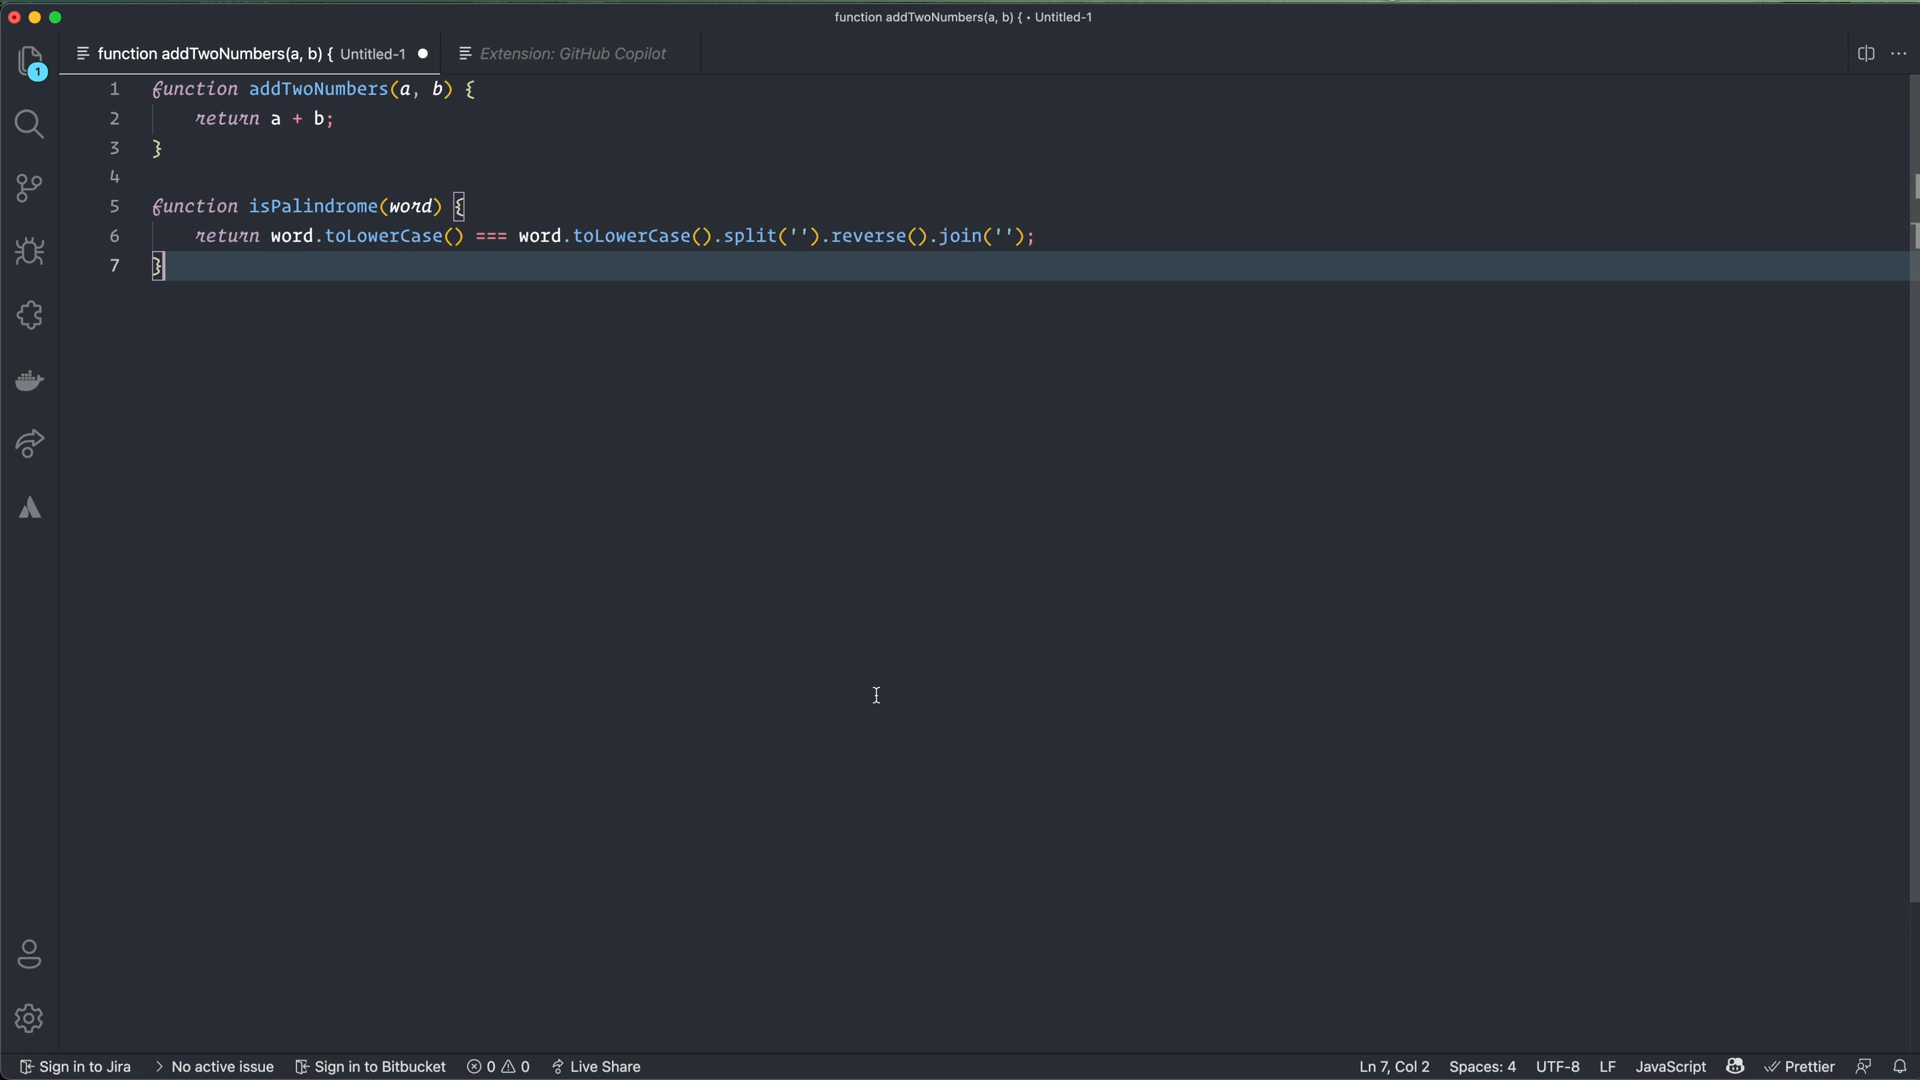 function addTwoNumbers(a, b) { • Untitled-1
function addTwoNumbers(a, b) { Untitled-1 ● Extension: GitHub Copilot
1
1 function addTwoNumbers(a, b) {
2 return a + b;
3 }
4
5 function isPalindrome(word) {
6 return word.toLowerCase() === word.toLowerCase().split('').reverse().join('');
7 }
Sign in to Jira > No active issue Sign in to Bitbucket 0 0 Live Share Ln 7, Col 2 Spaces: 4 UTF-8 LF JavaScript Prettier